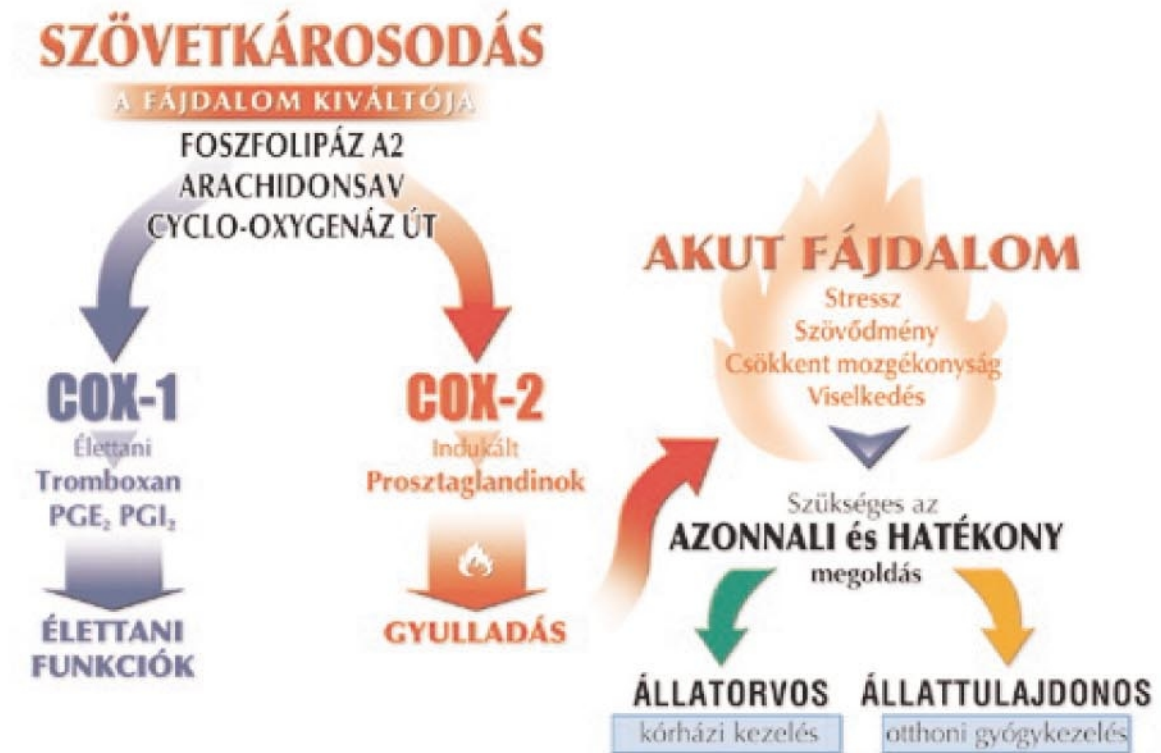 SZÖVETKÁROSODÁS
A FÁJDALOM KIVÁLTÓJA
FOSZFOLIPÁZ A2
ARACHIDONSAV
CYCLO-OXYGENÁZ ÚT
COX-1
Élettani
Tromboxan
PGE₂ PGI₂
ÉLETTANI
FUNKCIÓK
COX-2
Indukált
Prosztaglandinok
GYULLADÁS
AKUT FÁJDALOM
Stressz
Szövődmény
Csökkent mozgékonyság
Viselkedés
Szükséges az
AZONNALI és HATÉKONY
megoldás
ÁLLATORVOS
kórházi kezelés
ÁLLATTULAJDONOS
otthoni gyógykezelés